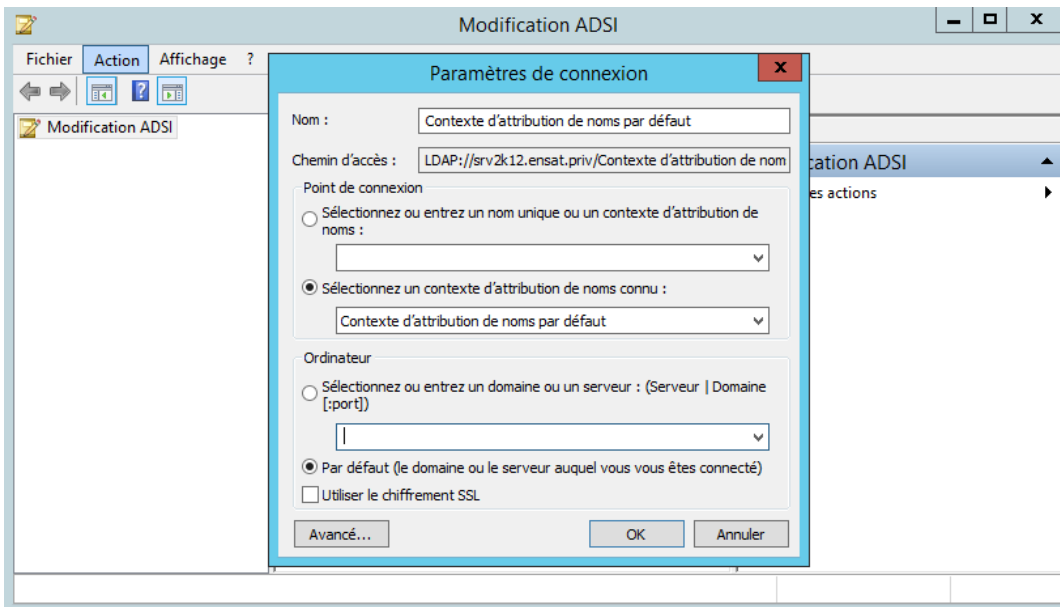 Modification ADSI
Fichier Action Affichage ?
Modification ADSI
Paramètres de connexion
Nom :
Contexte d'attribution de noms par défaut
Chemin d'accès :
LDAP://srv2k12.ensat.priv/Contexte d'attribution de nom
Point de connexion
Sélectionnez ou entrez un nom unique ou un contexte d'attribution de
noms :
Sélectionnez un contexte d'attribution de noms connu :
Contexte d'attribution de noms par défaut
Ordinateur
Sélectionnez ou entrez un domaine ou un serveur : (Serveur | Domaine
[:port])
Par défaut (le domaine ou le serveur auquel vous vous êtes connecté)
Utiliser le chiffrement SSL
Avancé... OK Annuler
cation ADSI
es actions